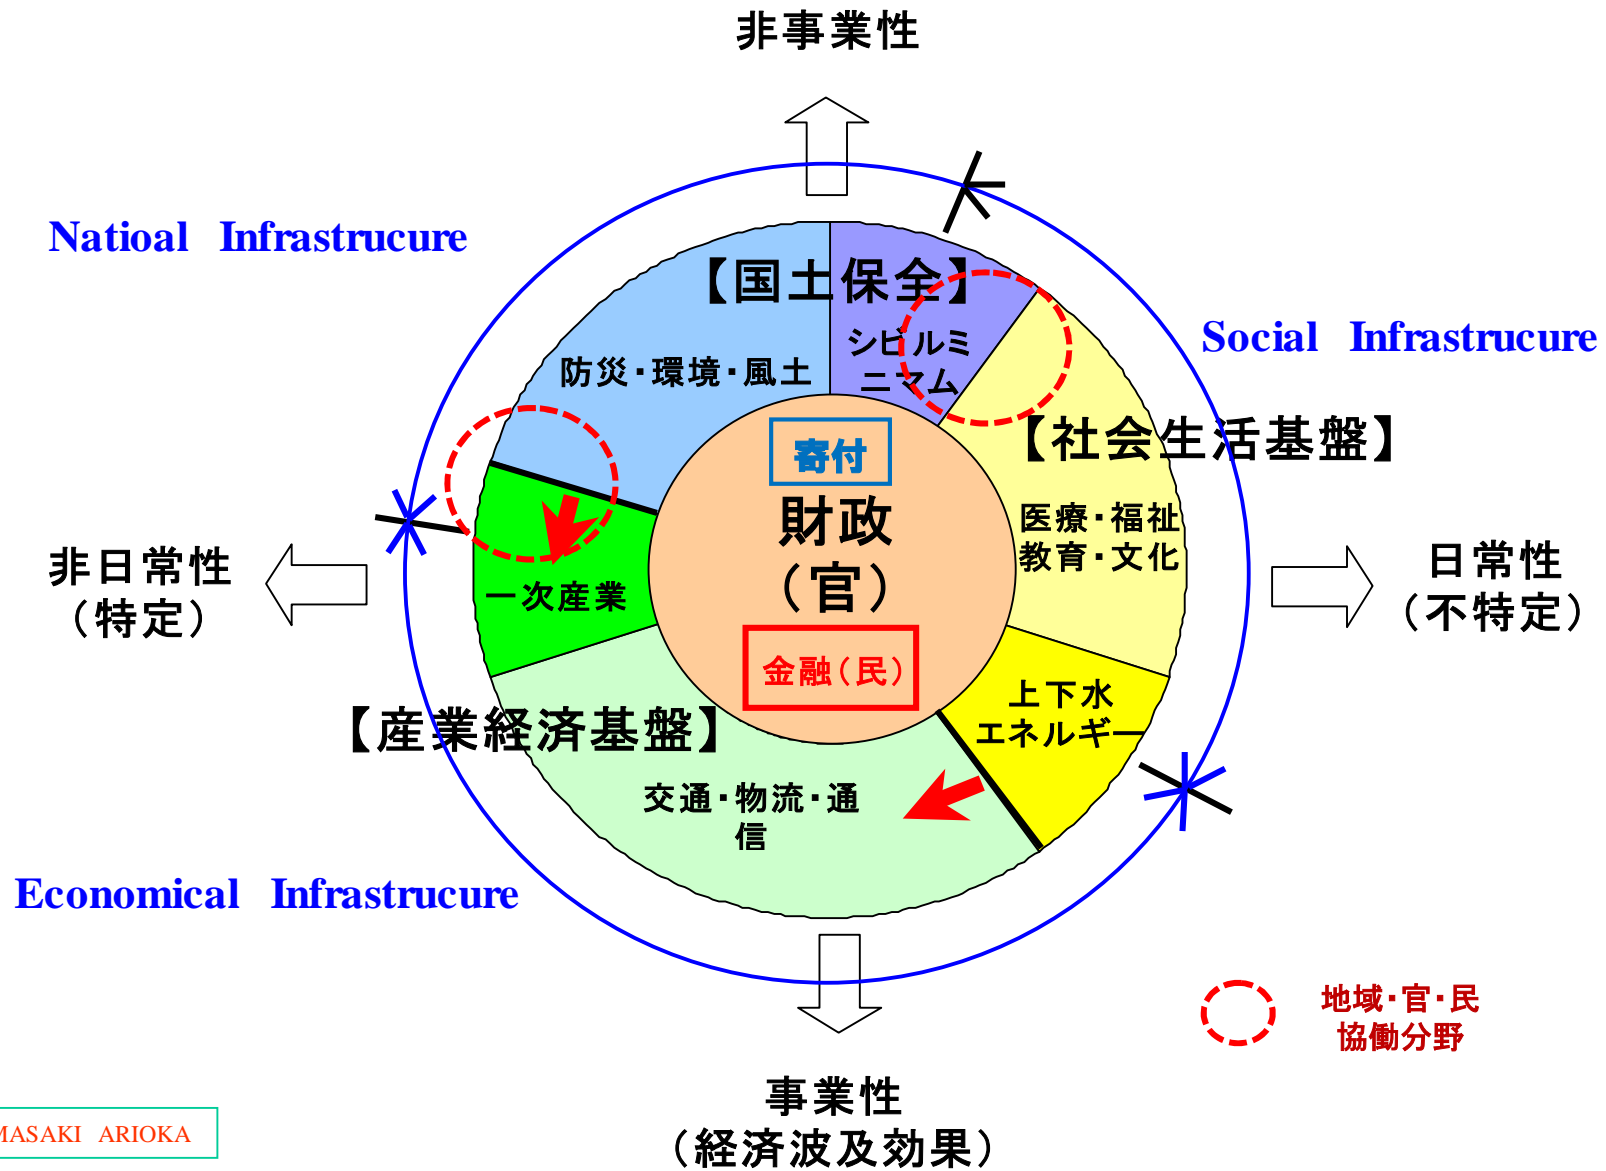 非事業性
Natioal Infrastrucure
【国土保全】
シビルミ
ニマム
Social Infrastrucure
防災・環境・風土
【社会生活基盤】
寄付
財政
（官）
医療・福祉
教育・文化
非日常性
（特定）
日常性
（不特定）
一次産業
金融（民）
上下水
エネルギー
【産業経済基盤】
交通・物流・通
信
Economical Infrastrucure
地域・官・民
協働分野
事業性
（経済波及効果）
MASAKI ARIOKA